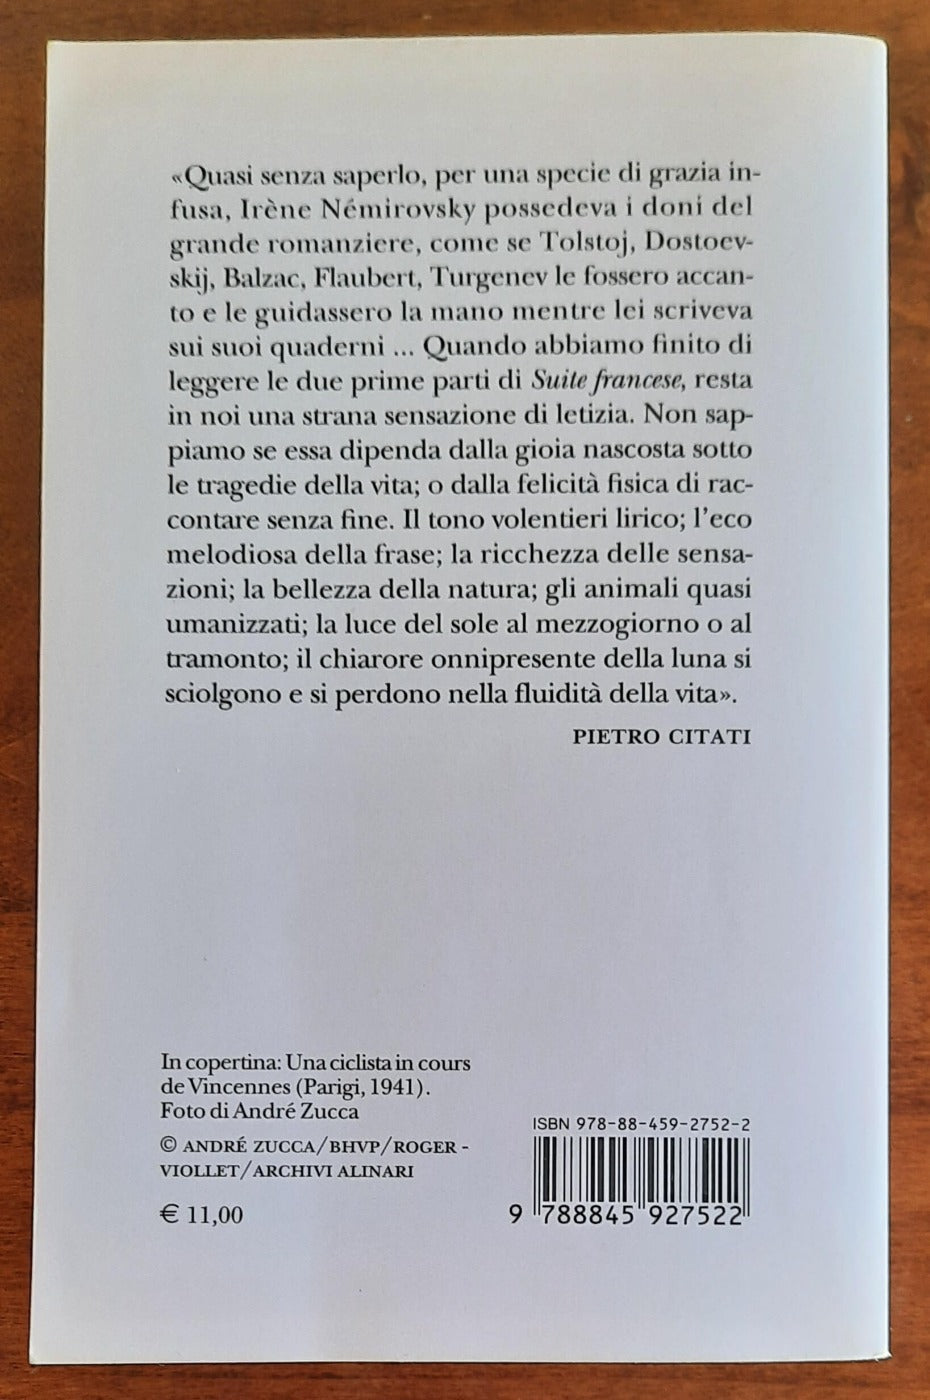 «Quasi senza saperlo, per una specie di grazia in-
fusa, Irène Némirovsky possedeva i doni del
grande romanziere, come se Tolstoj, Dostoev-
skij, Balzac, Flaubert, Turgenev le fossero accan-
to e le guidassero la mano mentre lei scriveva
sui suoi quaderni ... Quando abbiamo finito di
leggere le due prime parti di Suite francese, resta
in noi una strana sensazione di letizia. Non sap-
piamo se essa dipenda dalla gioia nascosta sotto
le tragedie della vita; o dalla felicità fisica di rac-
contare senza fine. Il tono volentieri lirico; l’eco
melodiosa della frase; la ricchezza delle sensa-
zioni; la bellezza della natura; gli animali quasi
umanizzati; la luce del sole al mezzogiorno o al
tramonto; il chiarore onnipresente della luna si
sciolgono e si perdono nella fluidità della vita».
PIETRO CITATI
In copertina: Una ciclista in cours
de Vincennes (Parigi, 1941).
Foto di André Zucca
© ANDRÉ ZUCCA/BHVP/ROGER-
VIOLLET/ARCHIVI ALINARI
€ 11,00
ISBN 978-88-459-2752-2
9 788845 927522